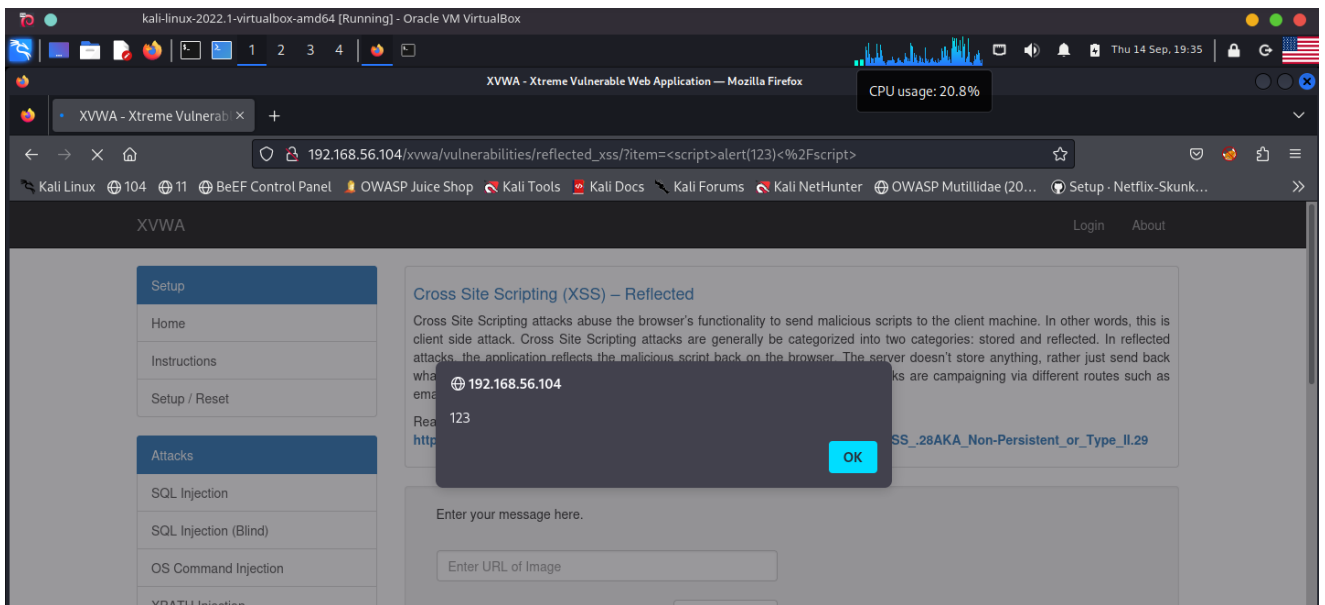 kali-linux-2022.1-virtualbox-amd64 [Running] - Oracle VM VirtualBox
1 2 3 4
Thu 14 Sep, 19:35
XVWA - Xtreme Vulnerable Web Application — Mozilla Firefox
CPU usage: 20.8%
XVWA - Xtreme Vulnerab
192.168.56.104/xvwa/vulnerabilities/reflected_xss/?item=<script>alert(123)<%2Fscript>
Kali Linux 104 11 BeEF Control Panel OWASP Juice Shop Kali Tools Kali Docs Kali Forums Kali NetHunter OWASP Mutillidae (20... Setup · Netflix-Skunk...
XVWA Login About
Setup
Home
Instructions
Setup / Reset
Attacks
SQL Injection
SQL Injection (Blind)
OS Command Injection
XPATH Injection
Cross Site Scripting (XSS) – Reflected
Cross Site Scripting attacks abuse the browser's functionality to send malicious scripts to the client machine. In other words, this is
client side attack. Cross Site Scripting attacks are generally be categorized into two categories: stored and reflected. In reflected
attacks, the application reflects the malicious script back on the browser. The server doesn't store anything, rather just send back
wha ks are campaigning via different routes such as
ema
Rea
http SS_.28AKA_Non-Persistent_or_Type_II.29
192.168.56.104
123
OK
Enter your message here.
Enter URL of Image